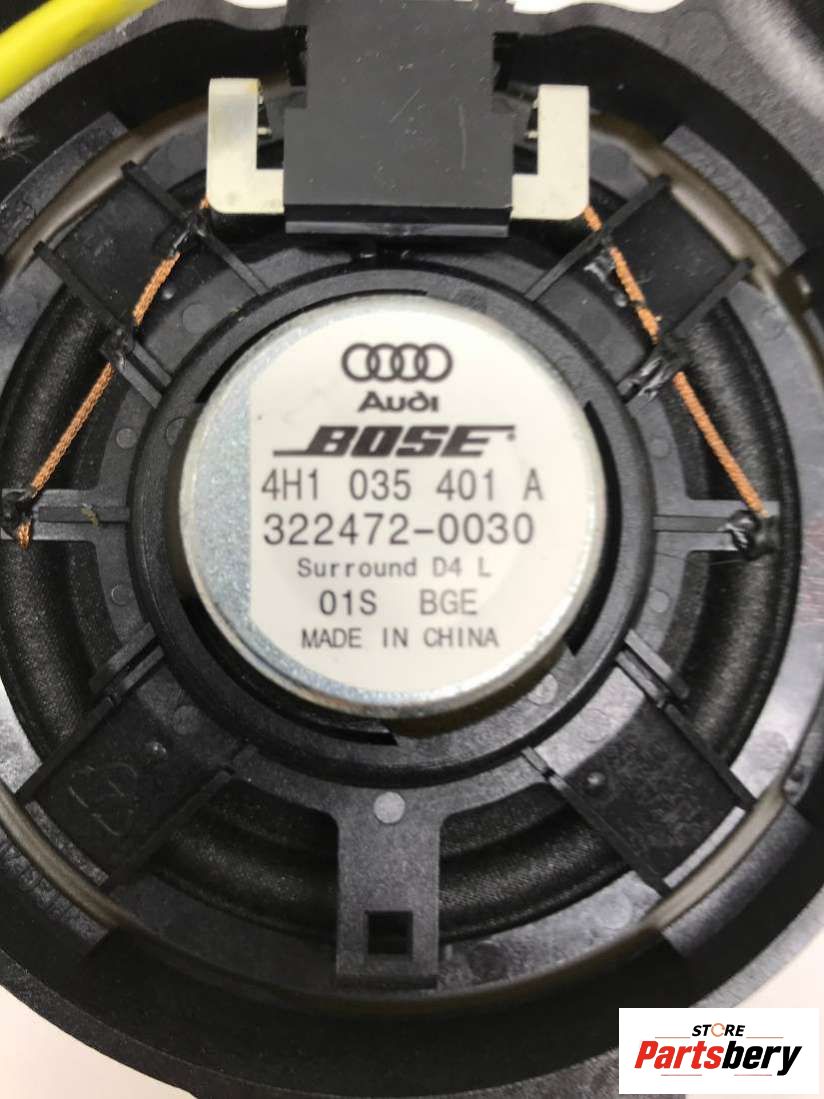 Audi
BOSE®
4H1 035 401 A
322472-0030
Surround D4 L
01S BGE
MADE IN CHINA
STORE
Partsbery